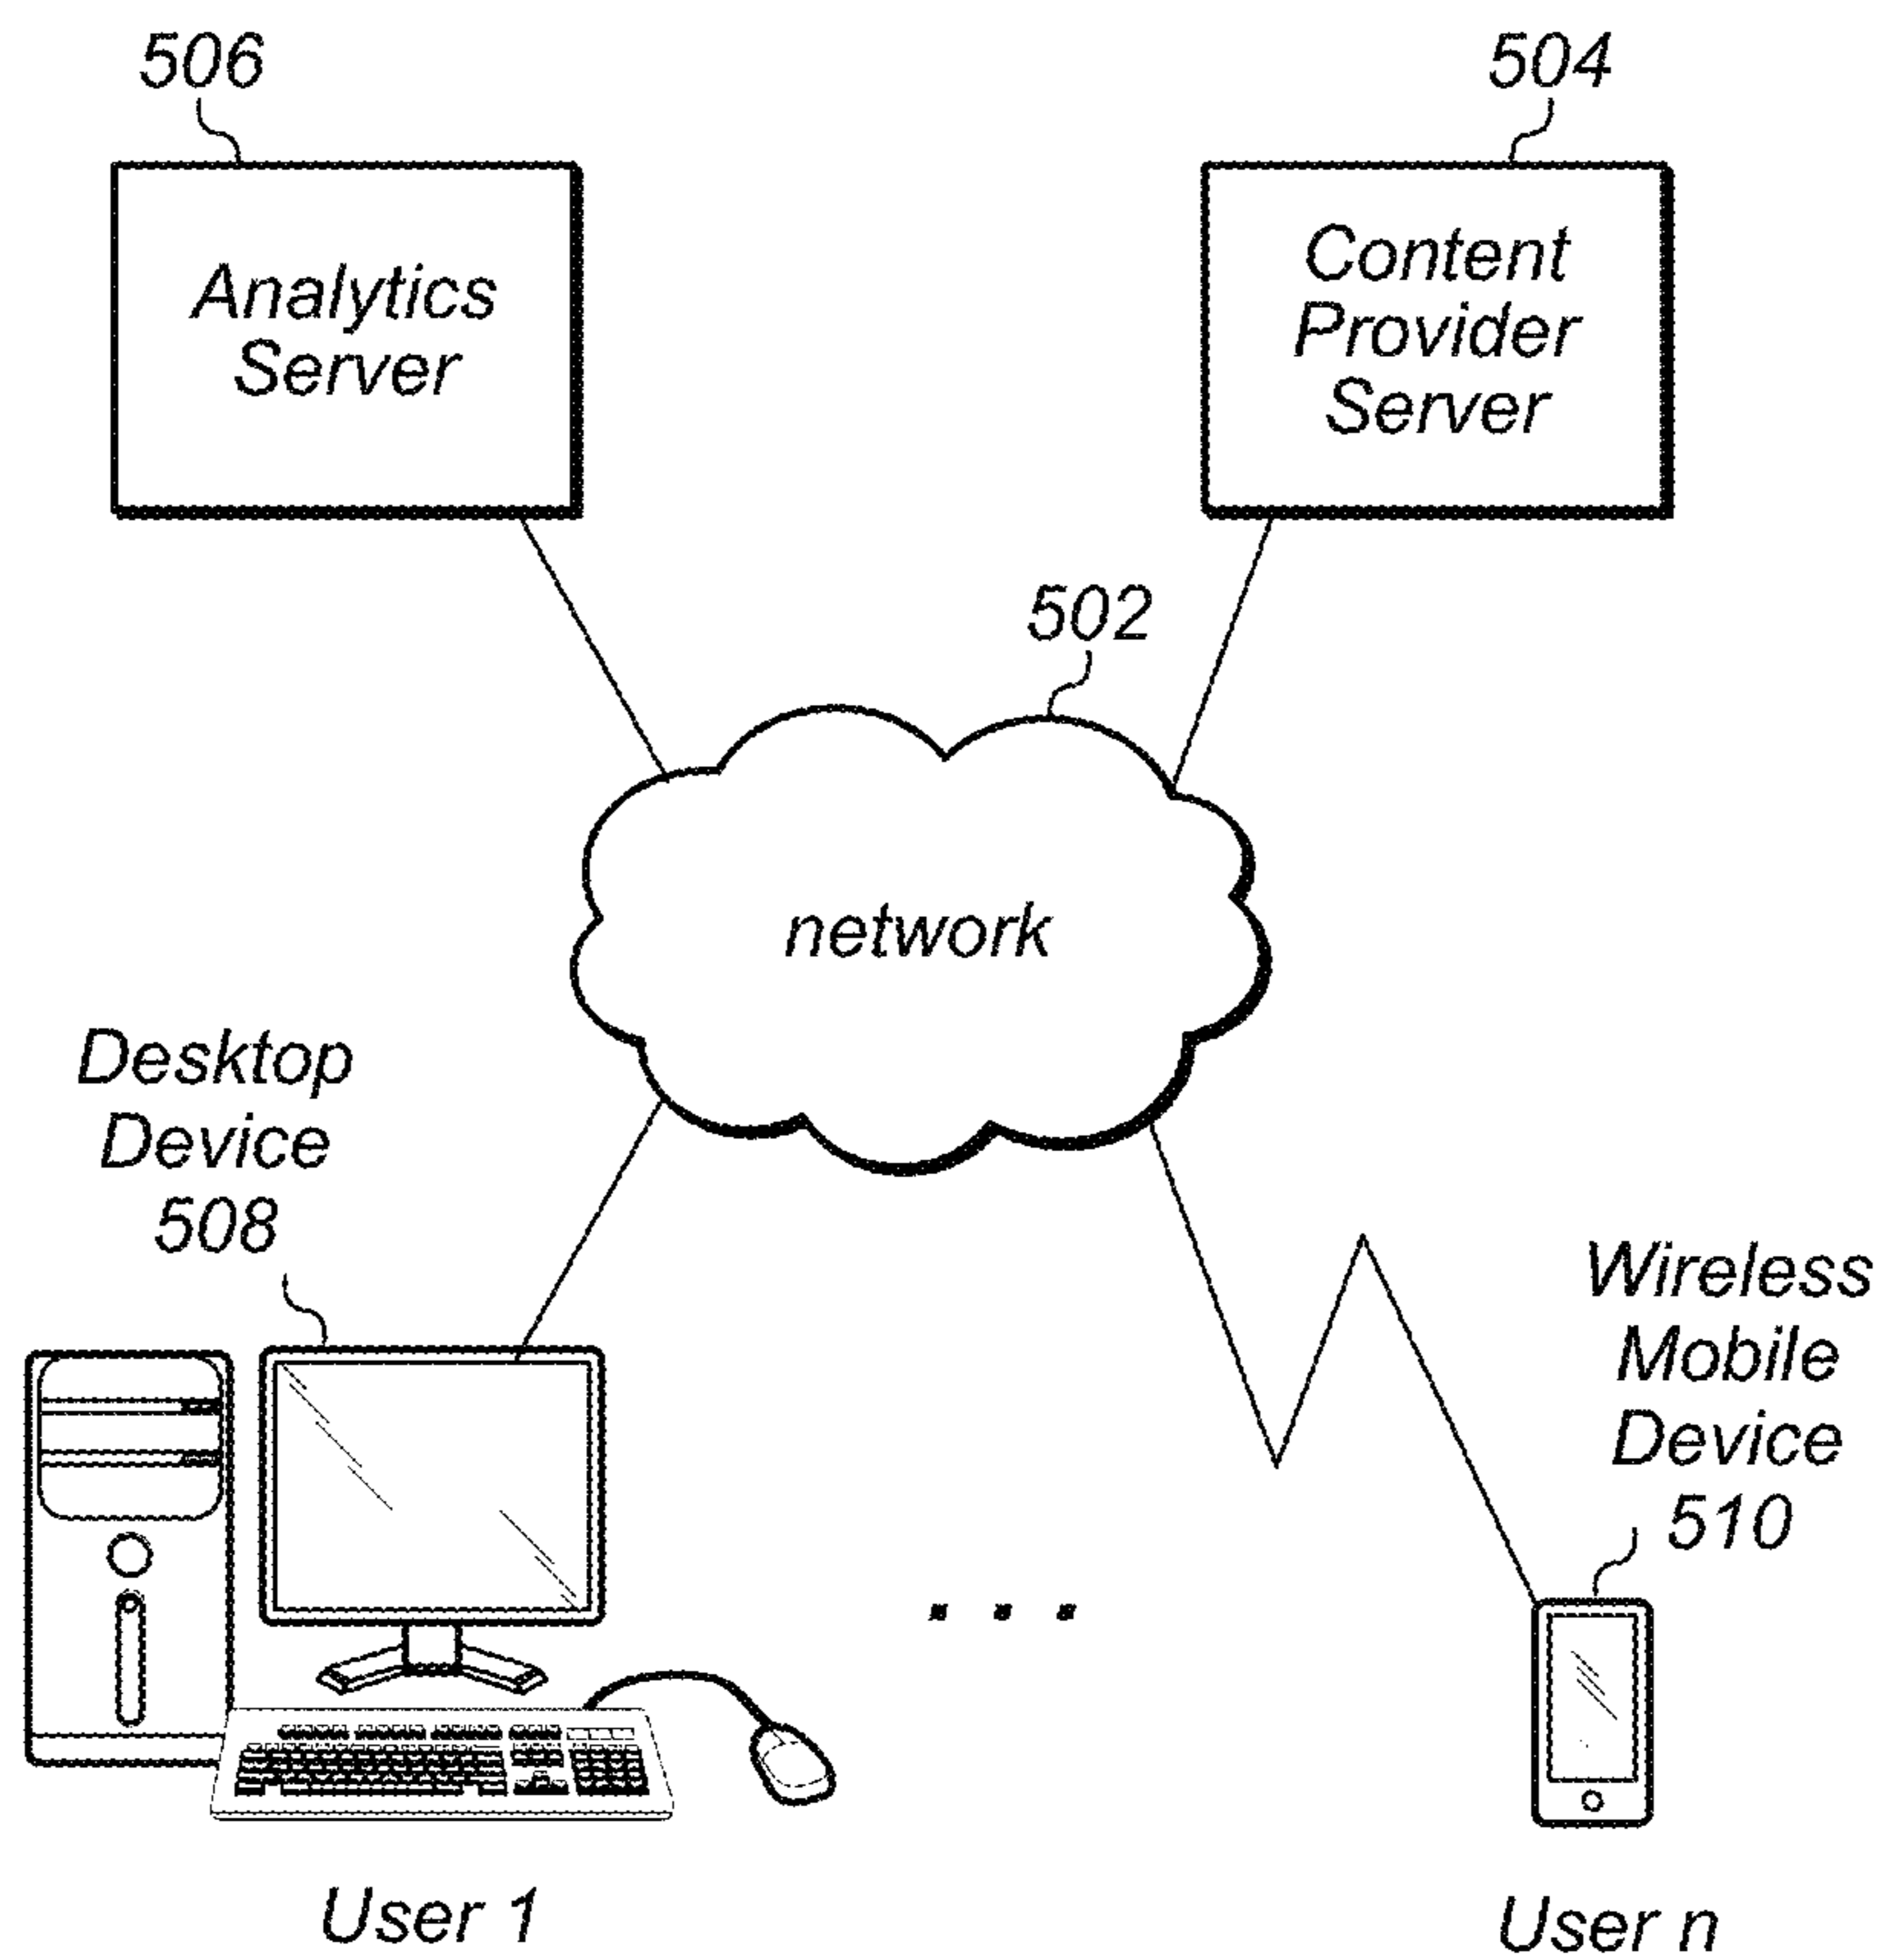 506
504
Analytics
Server
Content
Provider
Server
502
network
Desktop
Device
508
Wireless
Mobile
Device
510
. . .
User 1
User n